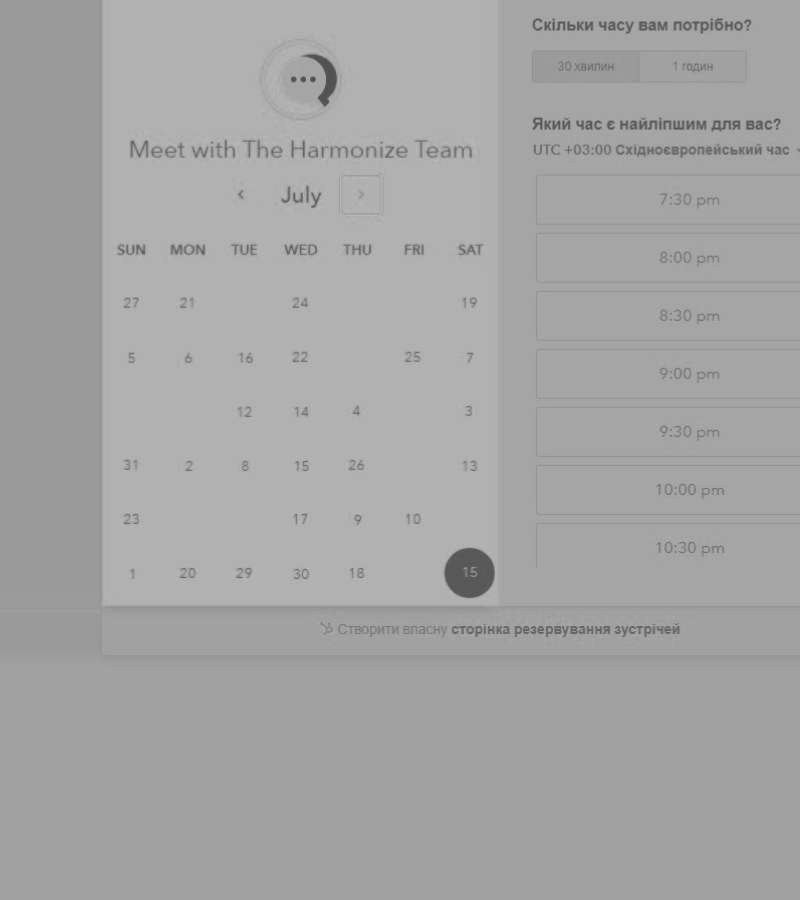 Meet with The Harmonize Team
July
SUN MON TUE WED THU FRI SAT
27 21 24 19
5 6 16 22 25 7
12 14 4 3
31 2 8 15 26 13
23 17 9 10
1 20 29 30 18 15
Скільки часу вам потрібно?
30 хвилин 1 годин
Який час є найліпшим для вас?
UTC +03:00 Східноєвропейський час
7:30 pm
8:00 pm
8:30 pm
9:00 pm
9:30 pm
10:00 pm
10:30 pm
Створити власну сторінка резервування зустрічей